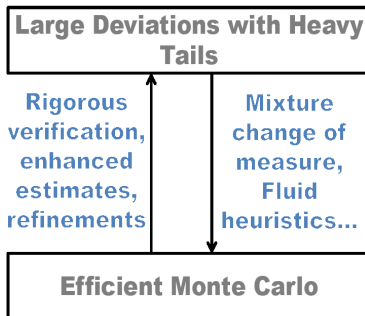 Large Deviations with Heavy
Tails
Rigorous
verification,
enhanced
estimates,
refinements
Mixture
change of
measure,
Fluid
heuristics...
Efficient Monte Carlo